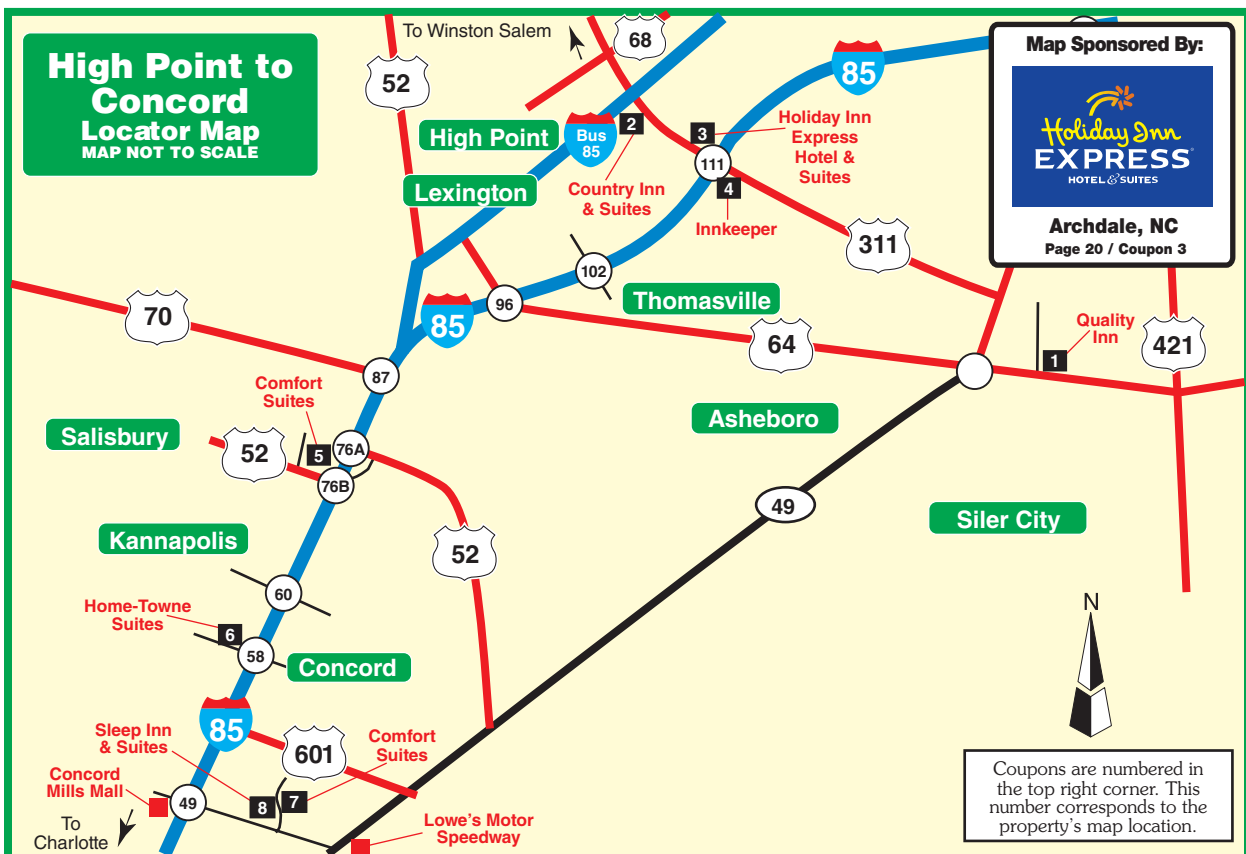 High Point to
Concord
Locator Map
MAP NOT TO SCALE
To Winston Salem
52
68
85
Map Sponsored By:
Holiday Inn
EXPRESS
HOTEL & SUITES
Archdale, NC
Page 20 / Coupon 3
High Point
Bus
85
2
3
Holiday Inn
Express
Hotel &
Suites
111
4
Lexington
Country Inn
& Suites
Innkeeper
311
102
Thomasville
70
85
96
64
Quality
Inn
1
421
87
Comfort
Suites
Asheboro
Salisbury
52
5
76A
76B
49
Siler City
Kannapolis
52
60
Home-Towne
Suites
6
58
Concord
N
85
Sleep Inn
& Suites
601
Comfort
Suites
Concord
Mills Mall
49
8
7
To
Charlotte
Lowe's Motor
Speedway
Coupons are numbered in
the top right corner. This
number corresponds to the
property's map location.